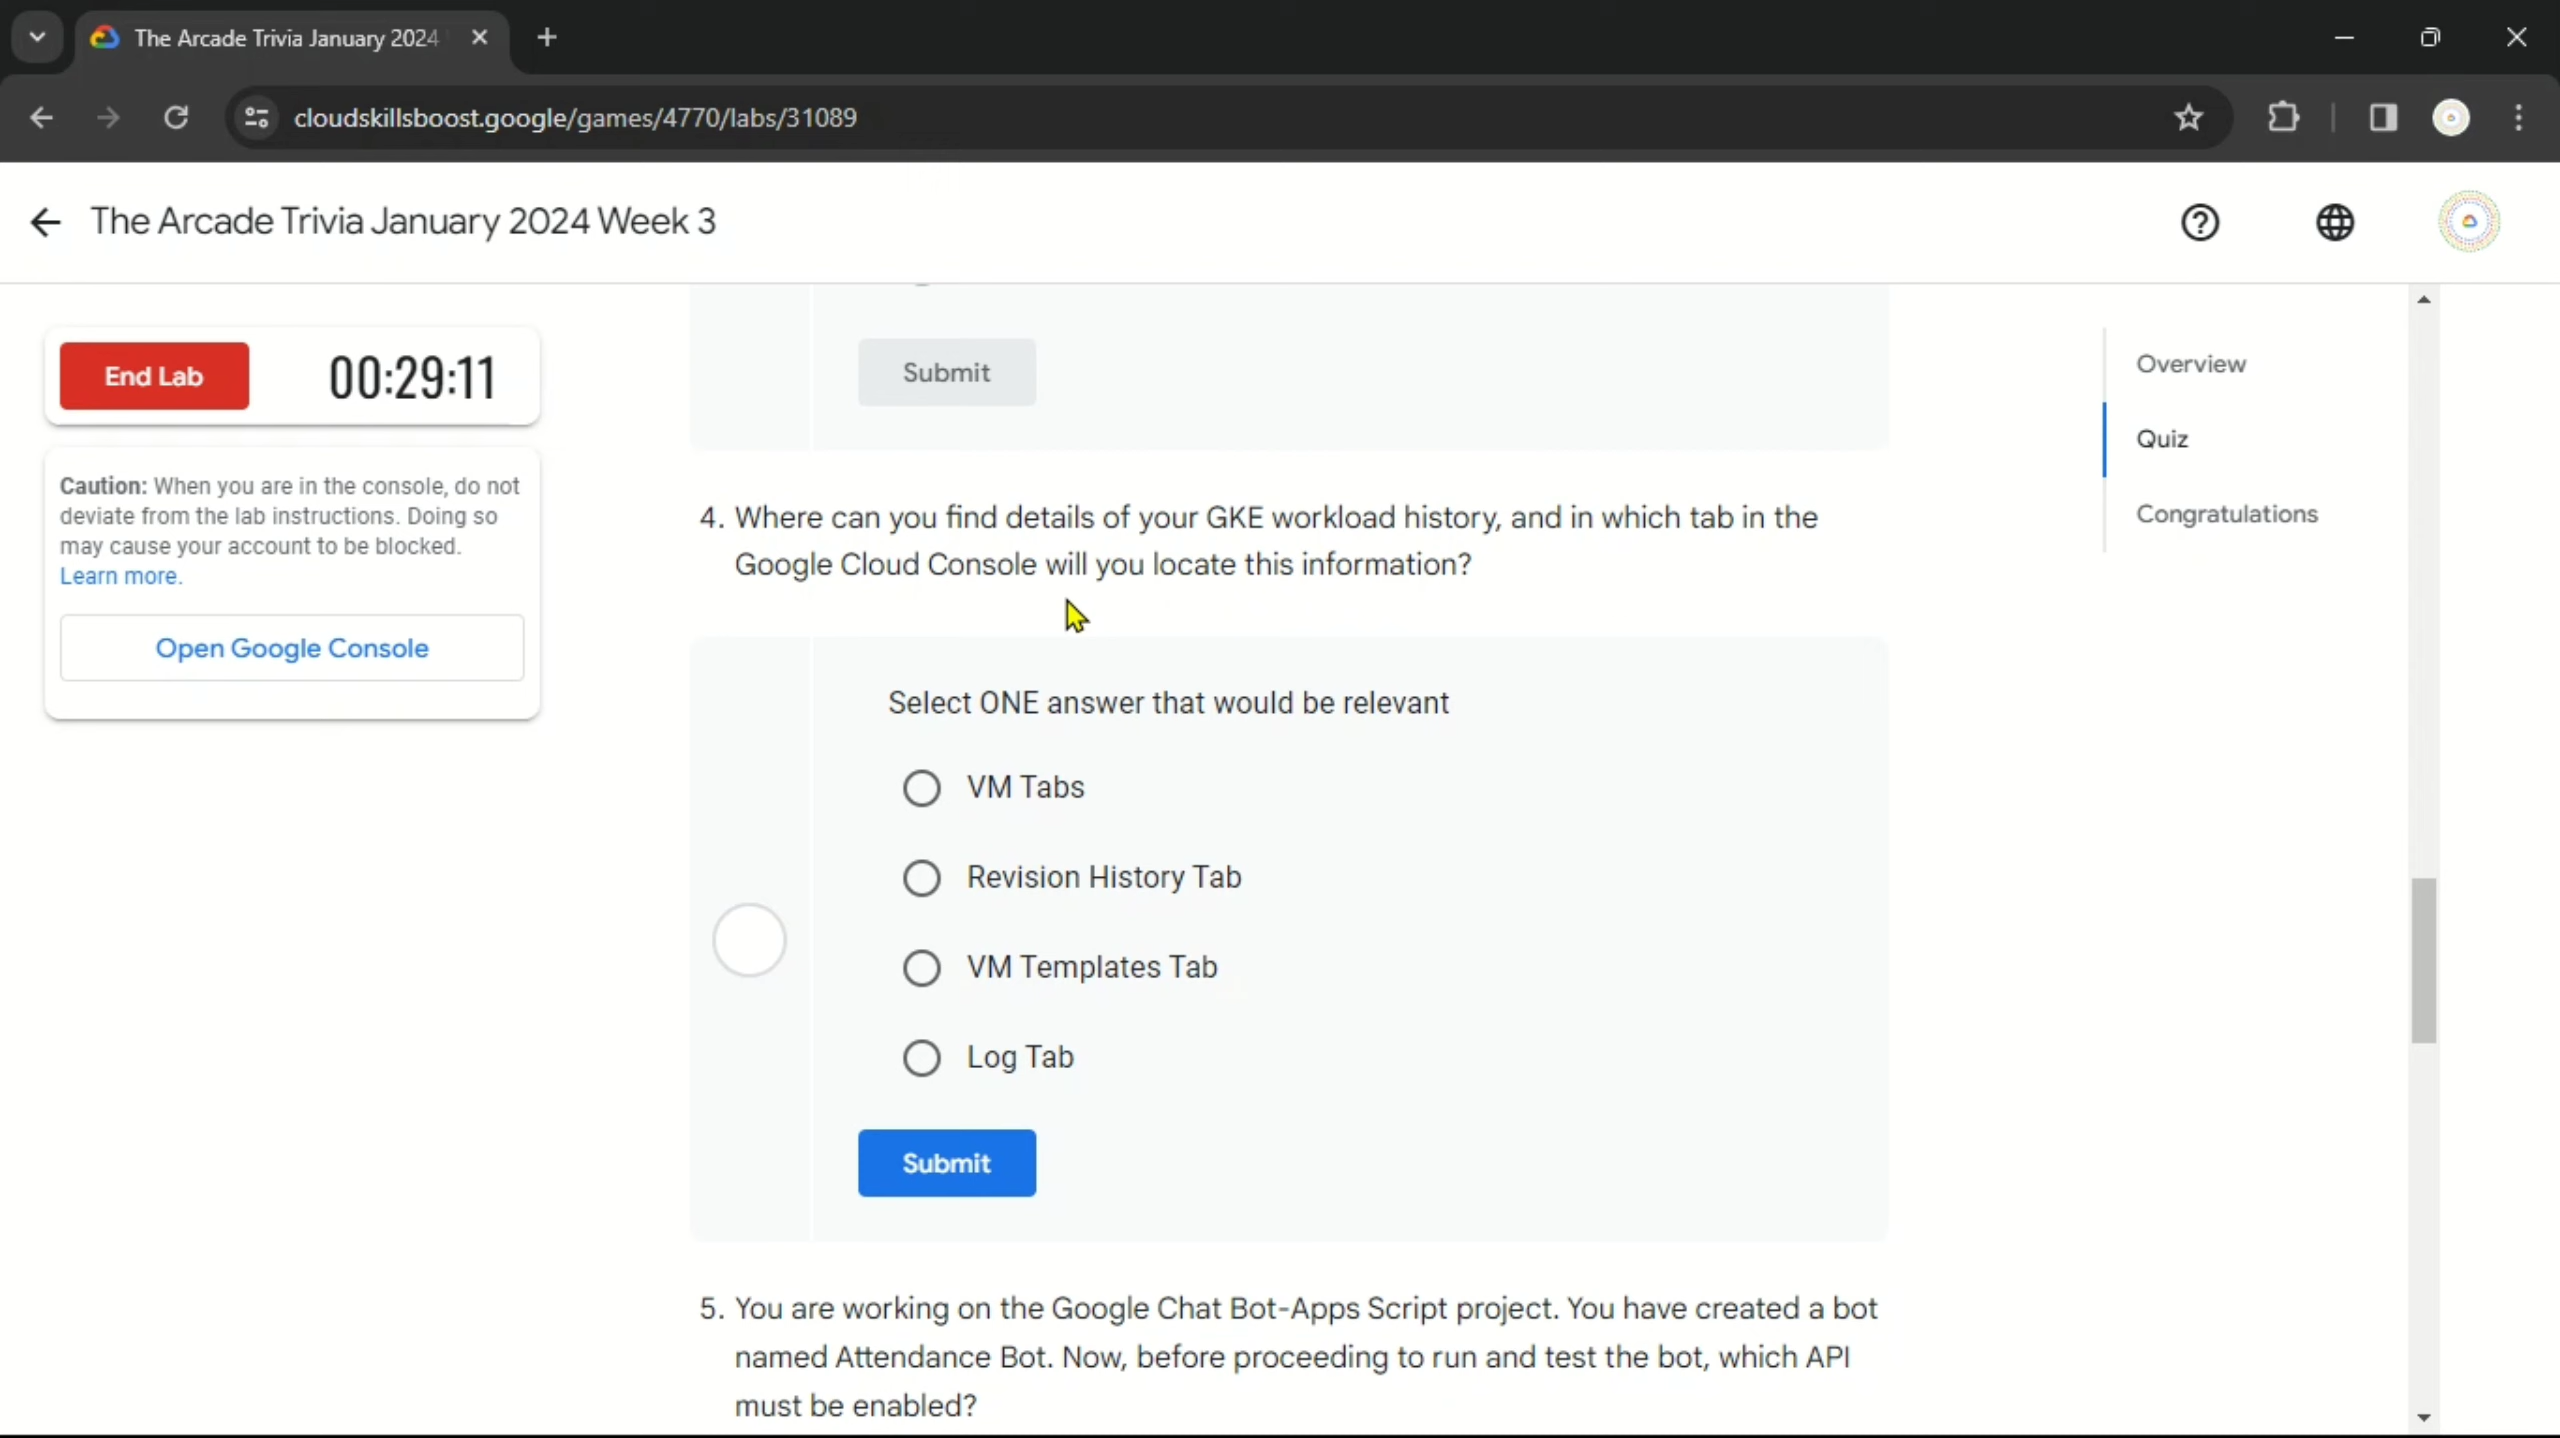 The Arcade Trivia January 2024
cloudskillsboost.google/games/4770/labs/31089
The Arcade Trivia January 2024 Week 3
End Lab
00:29:11
Caution: When you are in the console, do not
deviate from the lab instructions. Doing so
may cause your account to be blocked.
Learn more.
Open Google Console
Submit
4. Where can you find details of your GKE workload history, and in which tab in the
Google Cloud Console will you locate this information?
Select ONE answer that would be relevant
VM Tabs
Revision History Tab
VM Templates Tab
Log Tab
Submit
5. You are working on the Google Chat Bot-Apps Script project. You have created a bot
named Attendance Bot. Now, before proceeding to run and test the bot, which API
must be enabled?
Overview
Quiz
Congratulations